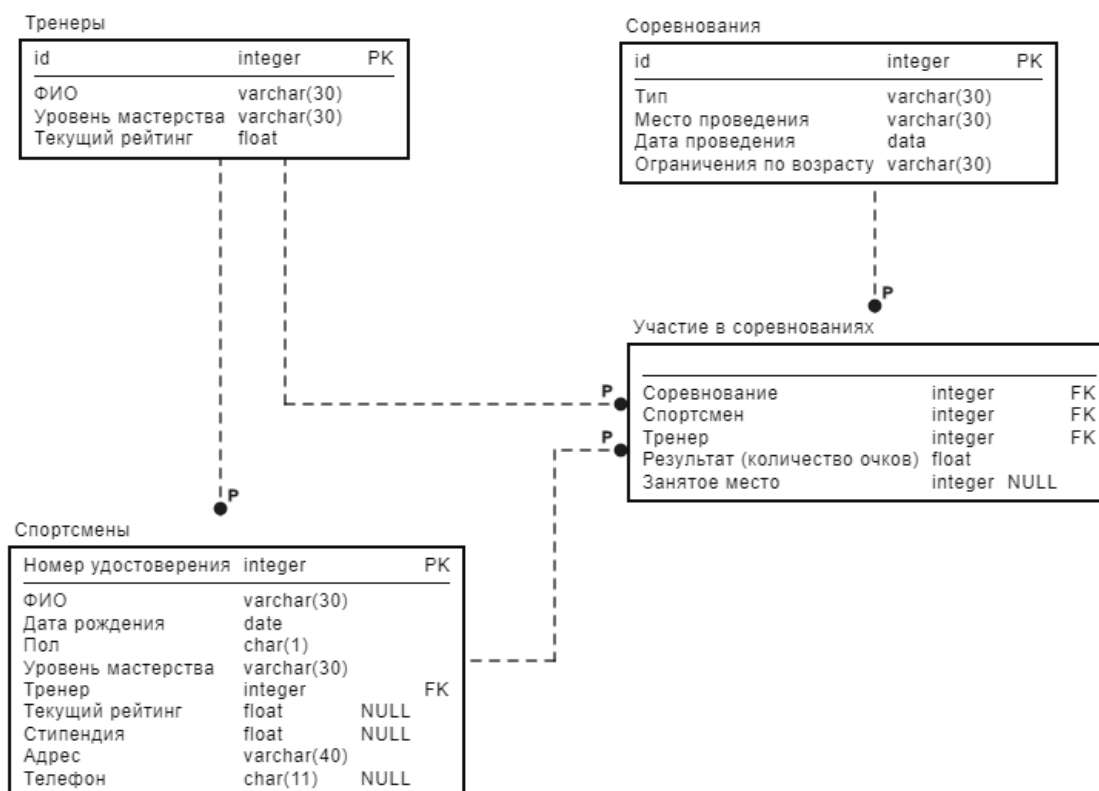 Тренеры
id integer PK
ФИО varchar(30)
Уровень мастерства varchar(30)
Текущий рейтинг float
Соревнования
id integer PK
Тип varchar(30)
Место проведения varchar(30)
Дата проведения data
Ограничения по возрасту varchar(30)
P
Участие в соревнованиях
P
Соревнование integer FK
Спортсмен integer FK
P
Тренер integer FK
Результат (количество очков) float
Занятое место integer NULL
P
Спортсмены
Номер удостоверения integer PK
ФИО varchar(30)
Дата рождения date
Пол char(1)
Уровень мастерства varchar(30)
Тренер integer FK
Текущий рейтинг float NULL
Стипендия float NULL
Адрес varchar(40)
Телефон char(11) NULL